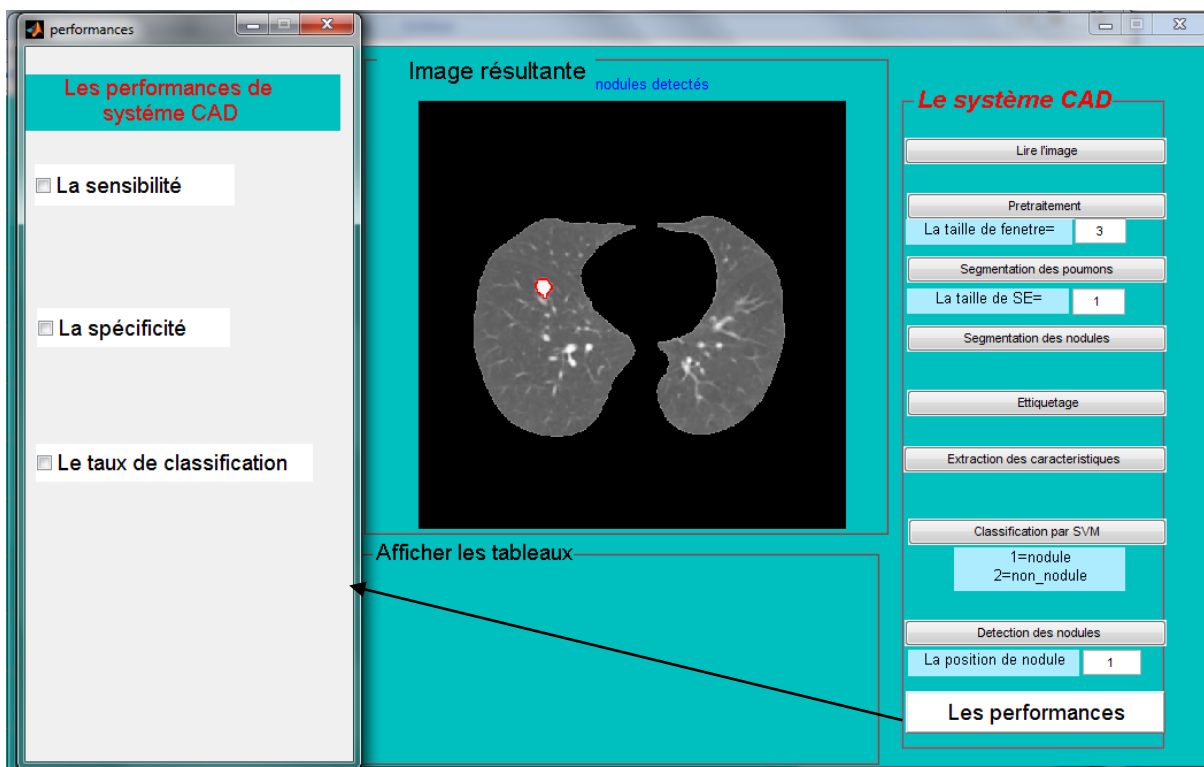 performances
Les performances de
systéme CAD
La sensibilité
La spécificité
Le taux de classification
Image résultante
nodules detectés
Afficher les tableaux
Le système CAD
Lire l'image
Pretraitement
La taille de fenetre= 3
Segmentation des poumons
La taille de SE= 1
Segmentation des nodules
Ettiquetage
Extraction des caracteristiques
Classification par SVM
1=nodule
2=non_nodule
Detection des nodules
La position de nodule 1
Les performances